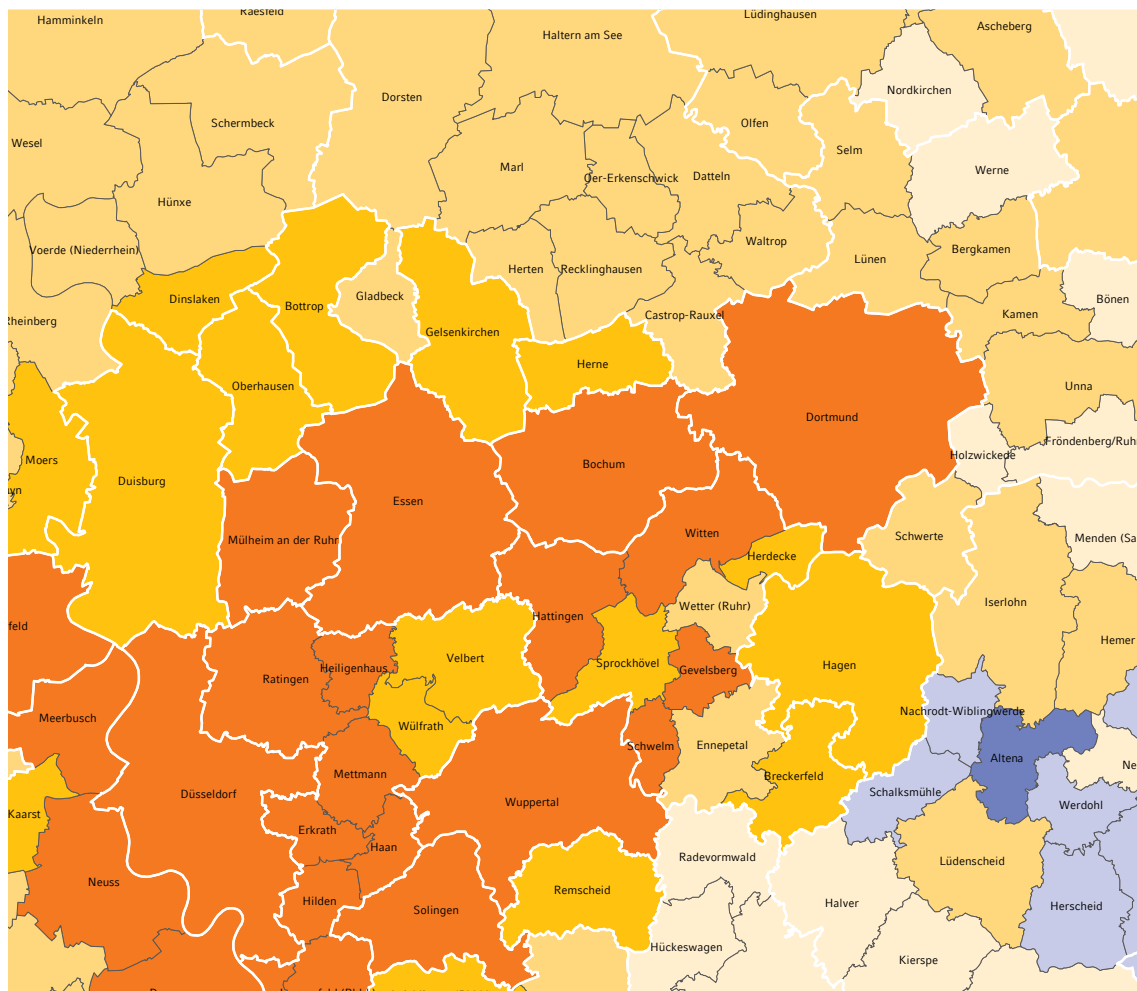 Hamminkeln
Raesfeld
Haltern am See
Lüdinghausen
Ascheberg
Dorsten
Nordkirchen
Schermbeck
Olfen
Wesel
Selm
Marl
Werne
Oer-Erkenschwick
Datteln
Hünxe
Voerde (Niederrhein)
Waltrop
Bergkamen
Lünen
Herten
Recklinghausen
Gladbeck
Dinslaken
Bönen
Bottrop
Castrop-Rauxel
Kamen
Rheinberg
Gelsenkirchen
Herne
Oberhausen
Unna
Dortmund
Fröndenberg/Ruhr
Holzwickede
Moers
Bochum
Duisburg
Essen
Witten
Schwerte
Mülheim an der Ruhr
Menden (Sa
Herdecke
Iserlohn
Wetter (Ruhr)
Hattingen
feld
Hemer
Velbert
Sprockhövel
Hagen
Heiligenhaus
Gevelsberg
Ratingen
Nachrodt-Wiblingwerde
Meerbusch
Wülfrath
Schwelm
Ennepetal
Altena
Ne
Mettmann
Breckerfeld
Düsseldorf
Schalksmühle
Wuppertal
Werdohl
Kaarst
Erkrath
Haan
Radevormwald
Lüdenscheid
Neuss
Remscheid
Hilden
Halver
Herscheid
Solingen
Hückeswagen
Kierspe